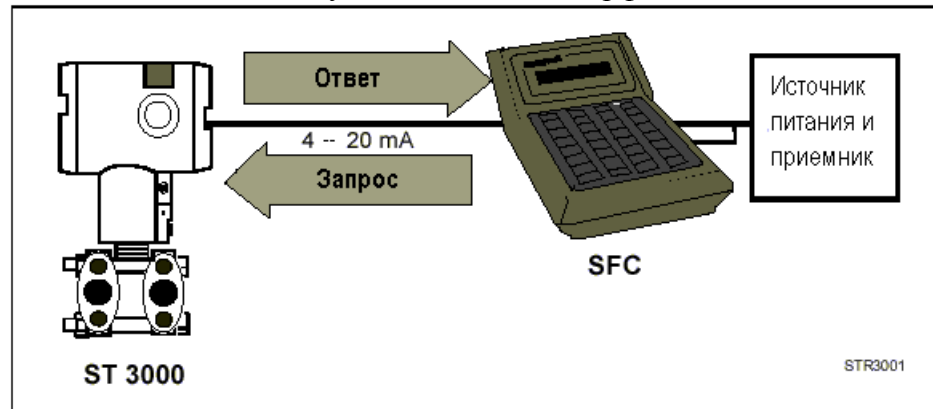 Ответ
4 -- 20 mA
Запрос
SFC
Источник
питания и
приемник
ST 3000
STR3001